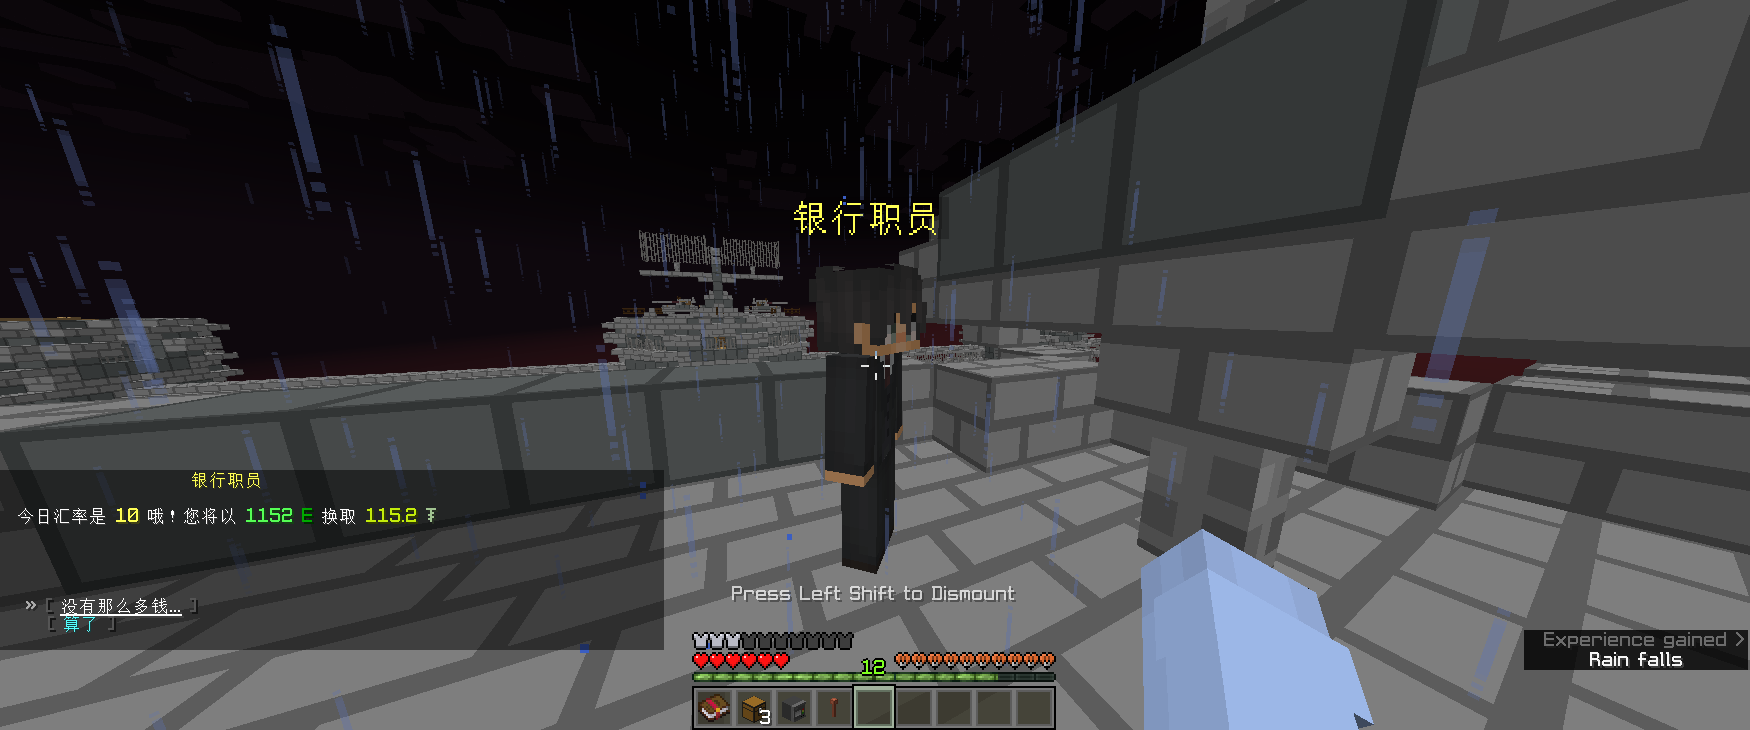 银行职员
银行职员
今日汇率是 10 哦！您将以 1152 E 换取 115.2 ₮
» [ 没有那么多钱... ]
[ 算了 ]
Press Left Shift to Dismount
12
3
Experience gained >
Rain falls